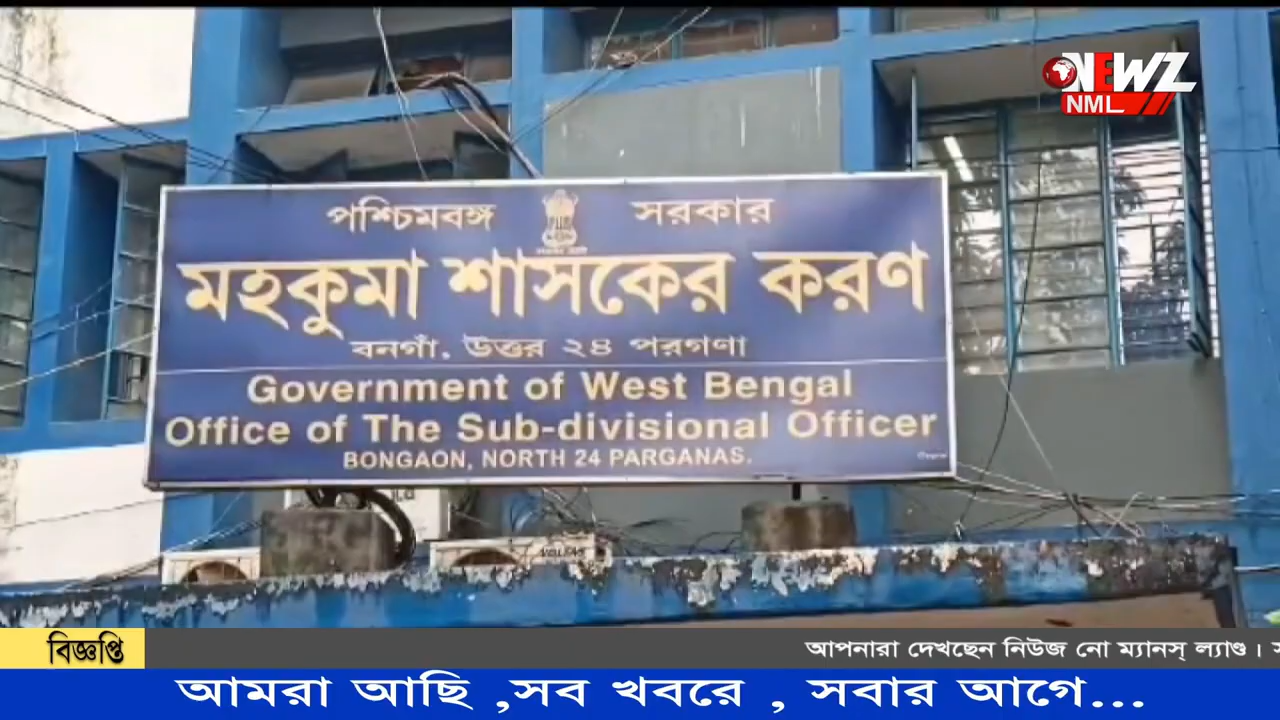 NEWZ
NML
পশ্চিমবঙ্গ সরকার
মহকুমা শাসকের করণ
বনগাঁ. উত্তর ২৪ পরগণা
Government of West Bengal
Office of The Sub-divisional Officer
BONGAON, NORTH 24 PARGANAS.
বিজ্ঞপ্তি
আপনারা দেখছেন নিউজ নো ম্যানস্ ল্যাণ্ড।
আমরা আছি ,সব খবরে , সবার আগে...